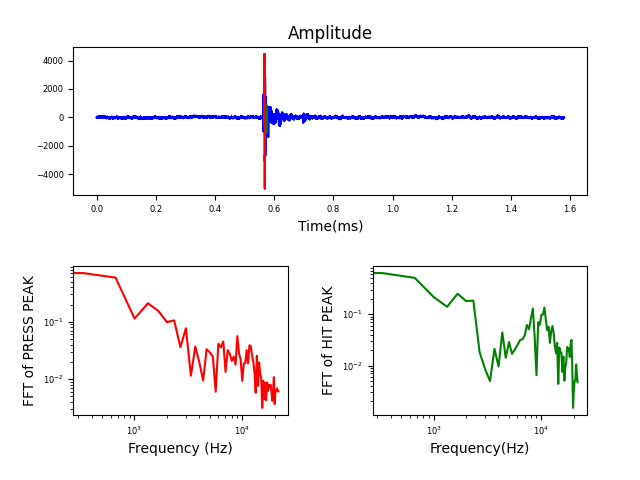 Amplitude
4000
2000
0
−2000
−4000
0.0 0.2 0.4 0.6 0.8 1.0 1.2 1.4 1.6
Time(ms)
FFT of PRESS PEAK
10⁻¹
10⁻²
10³ 10⁴
Frequency (Hz)
FFT of HIT PEAK
10⁻¹
10⁻²
10³ 10⁴
Frequency(Hz)